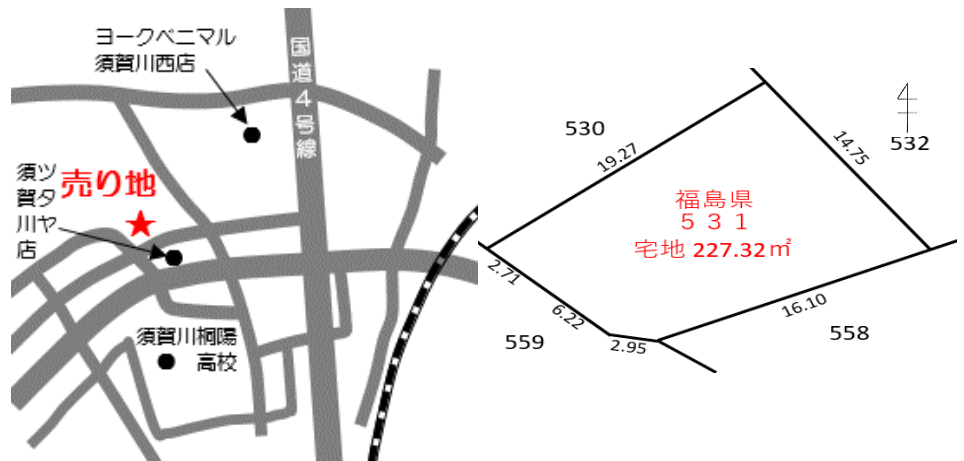 ヨークベニマル
須賀川西店
国道4号線
須ツ
賀タ
川ヤ
店
売り地
須賀川桐陽
高校
530
532
19.27
14.75
福島県
５３１
宅地 227.32㎡
2.71
6.22
2.95
16.10
559
558